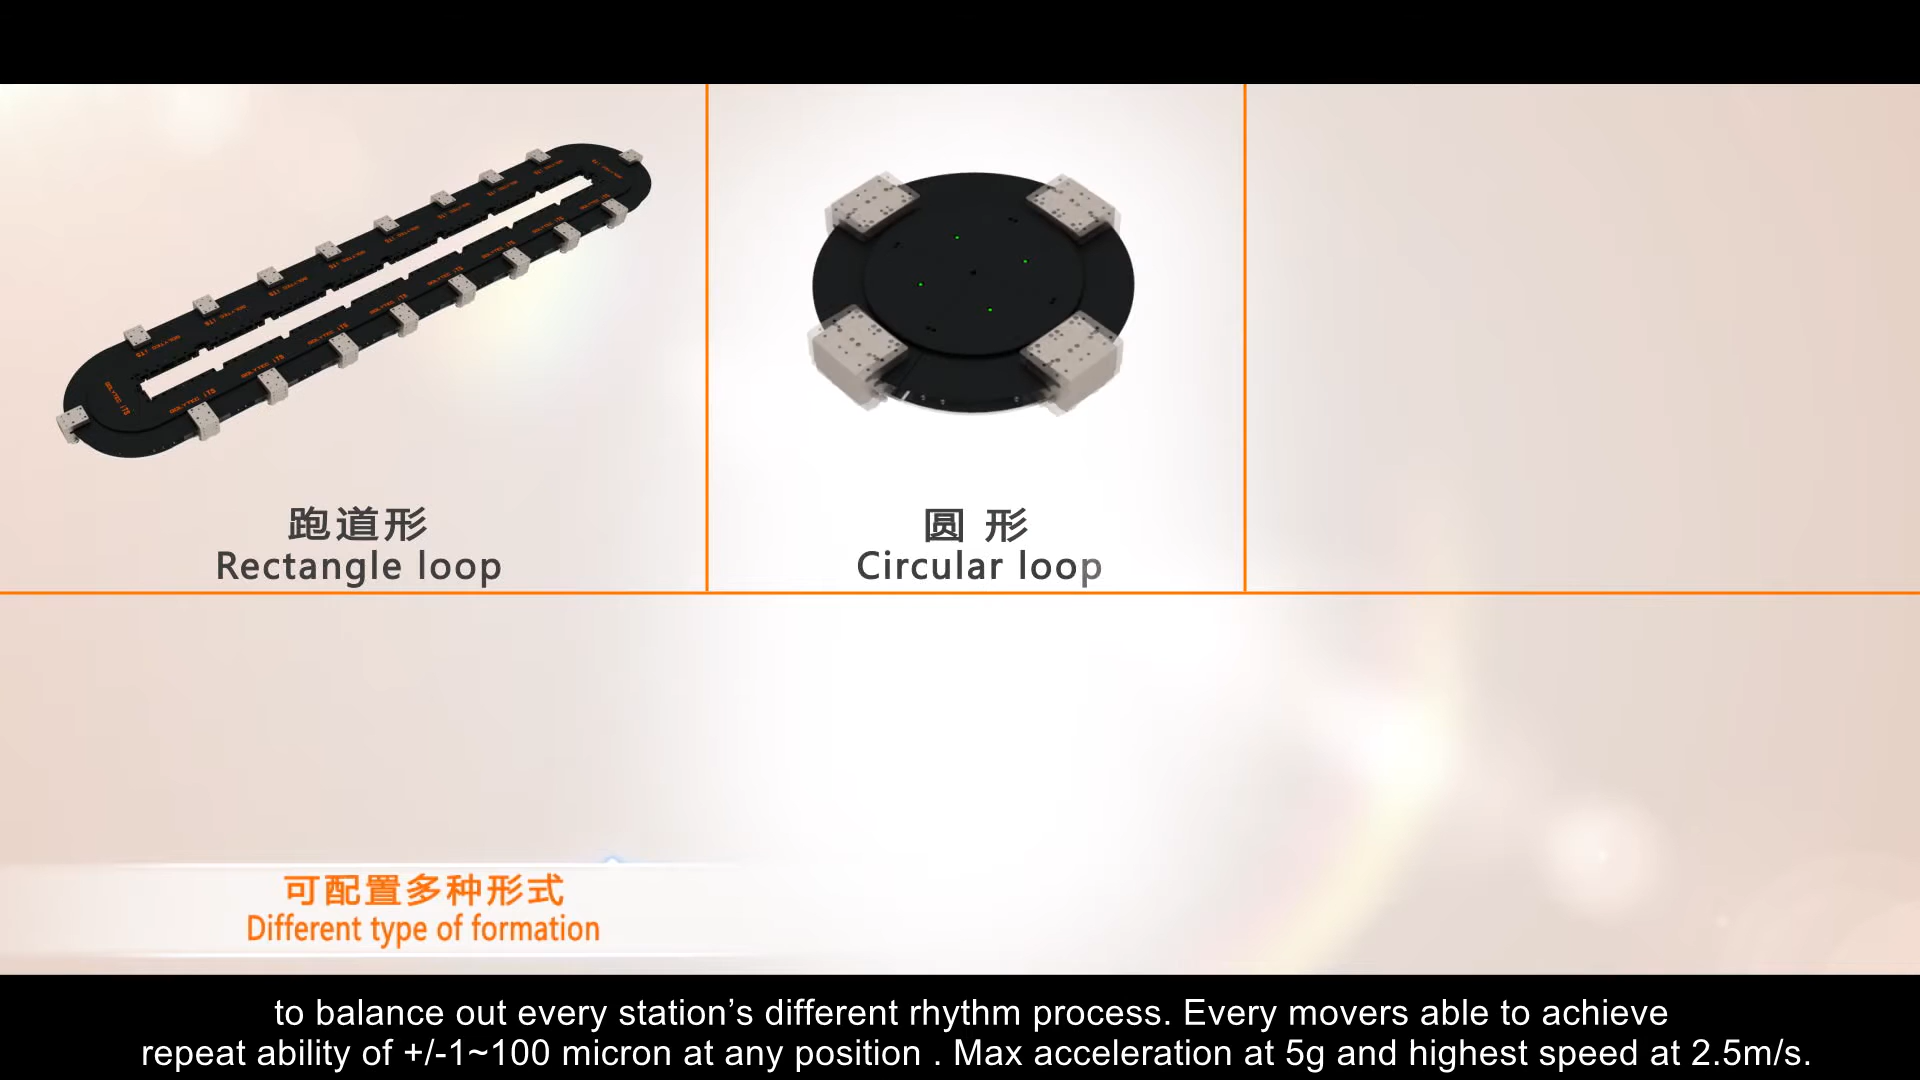 跑道形
Rectangle loop
圆 形
Circular loop
可配置多种形式
Different type of formation
to balance out every station’s different rhythm process. Every movers able to achieve
repeat ability of +/-1~100 micron at any position . Max acceleration at 5g and highest speed at 2.5m/s.